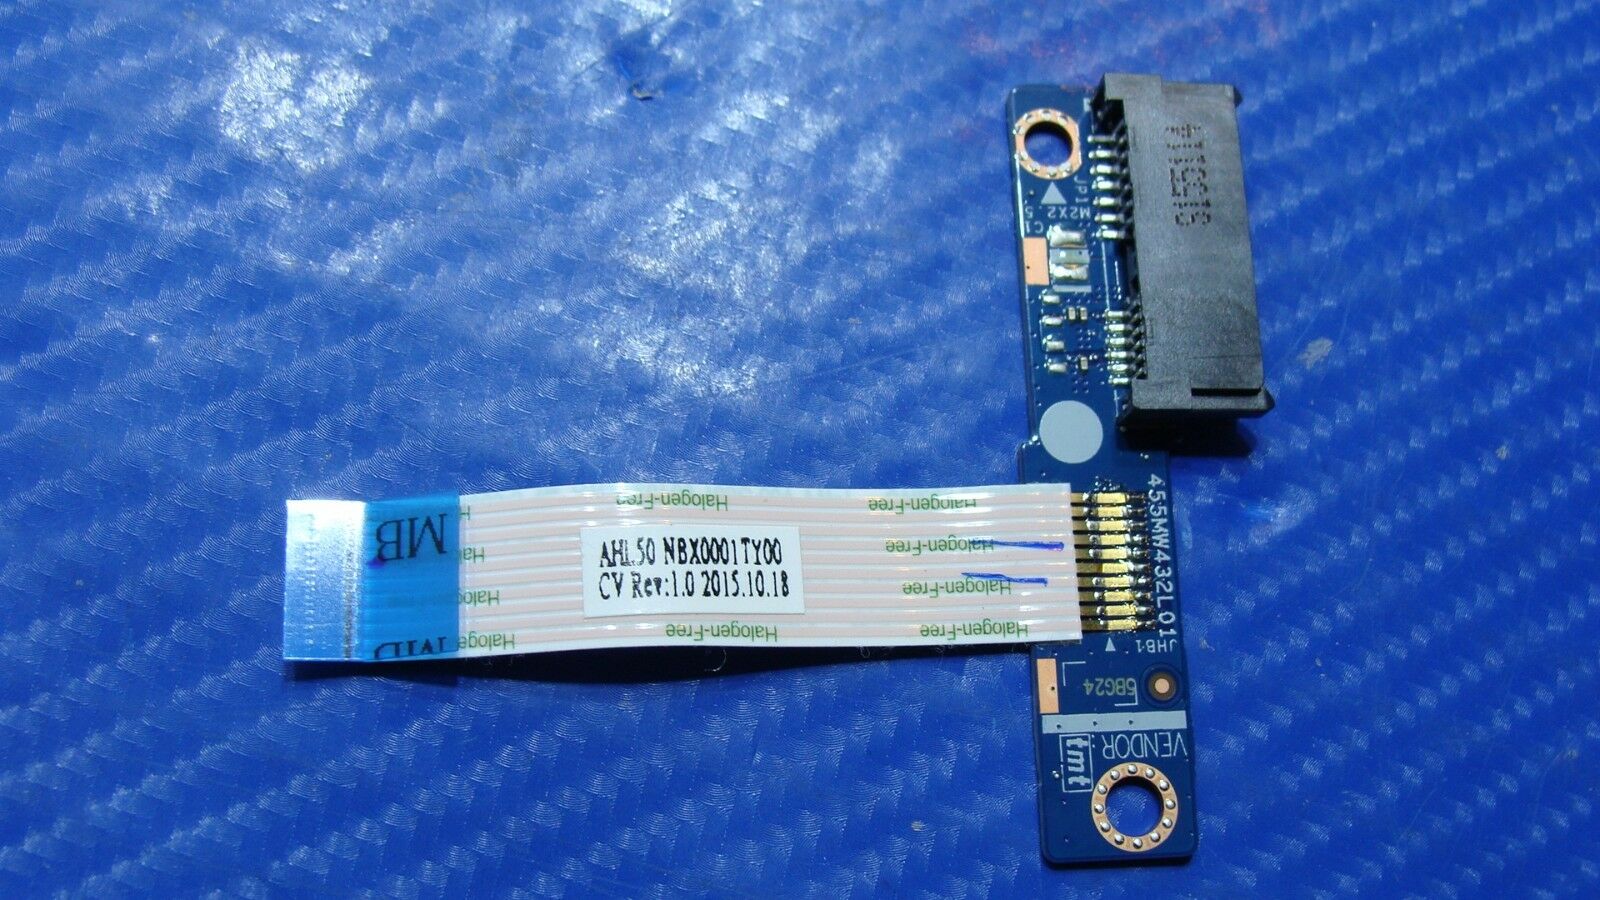 JP1
M2X2.5
C1
455MW432L01
JHB1
5BG24
VENDOR:
tmt
MB
AHL50 NBX0001TY00
CV Rev:1.0 2015.10.18
Halogen-Free Halogen-Free
Halogen-Free Halogen-Free
Halogen-Free
Halogen-Free Halogen-Free